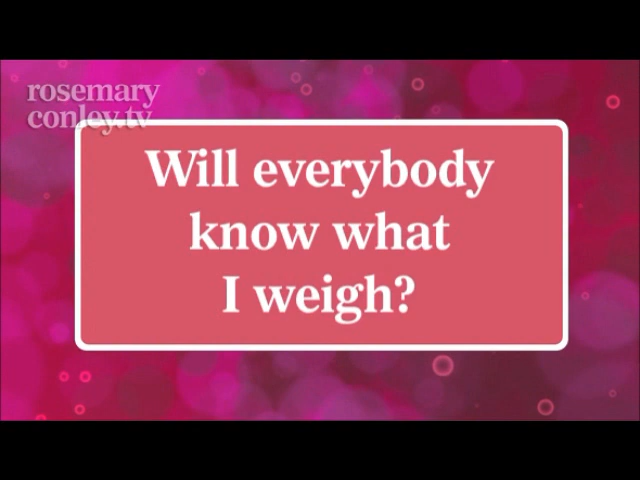 rosemary
conley.tv
Will everybody
know what
I weigh?